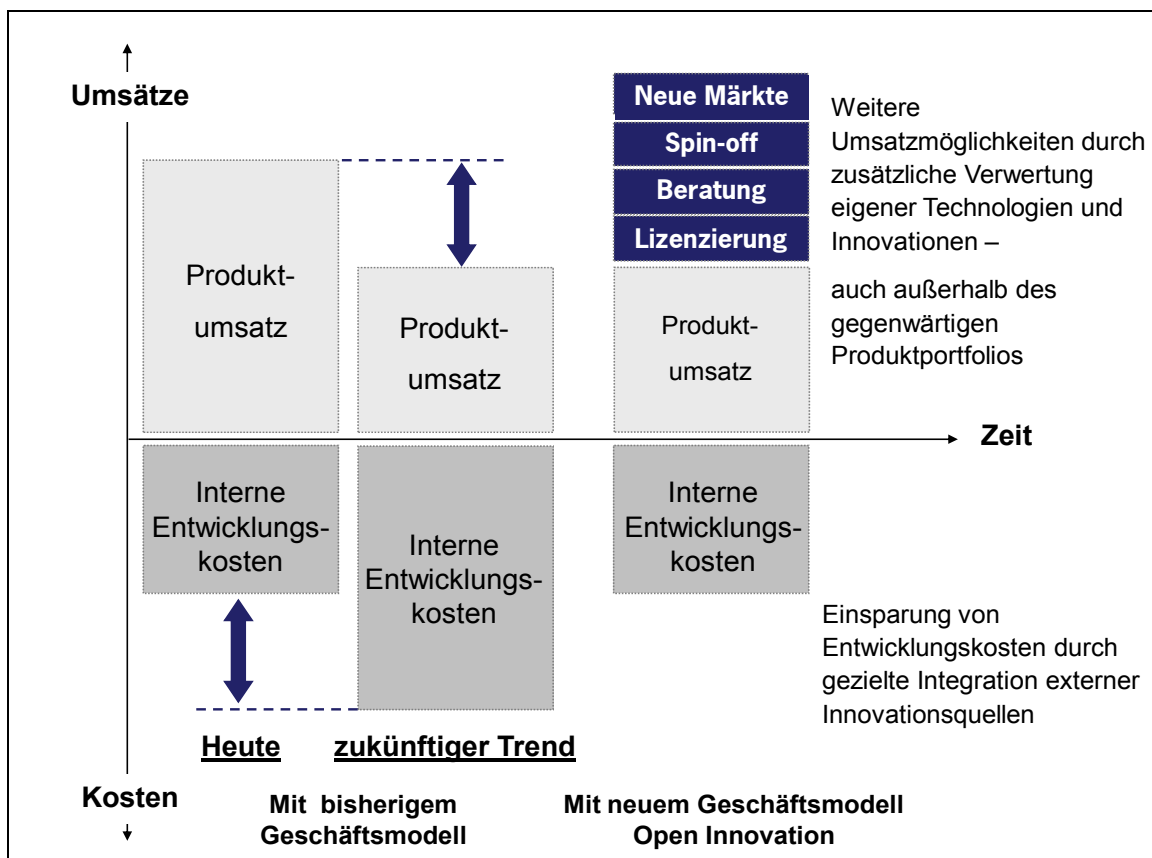 Umsätze
Produkt-
umsatz
Produkt-
umsatz
Neue Märkte
Spin-off
Beratung
Lizenzierung
Produkt-
umsatz
Weitere
Umsatzmöglichkeiten durch
zusätzliche Verwertung
eigener Technologien und
Innovationen –
auch außerhalb des
gegenwärtigen
Produktportfolios
Zeit
Interne
Entwicklungs-
kosten
Interne
Entwicklungs-
kosten
Interne
Entwicklungs-
kosten
Einsparung von
Entwicklungskosten durch
gezielte Integration externer
Innovationsquellen
Heute
zukünftiger Trend
Kosten
Mit bisherigem
Geschäftsmodell
Mit neuem Geschäftsmodell
Open Innovation